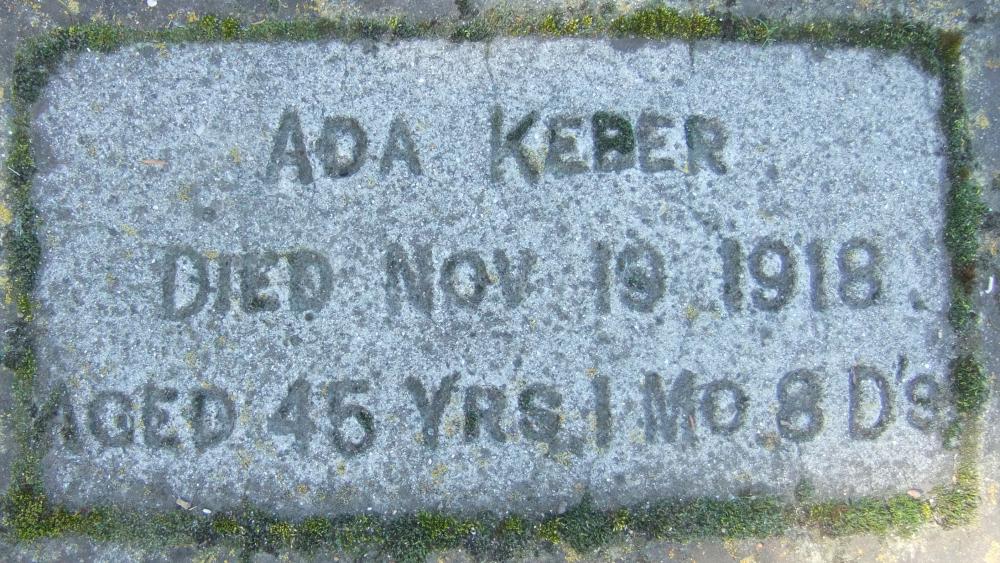 ADA KEBER
DIED NOV 19 1918
AGED 45 YRS 1 MO 8 D'S